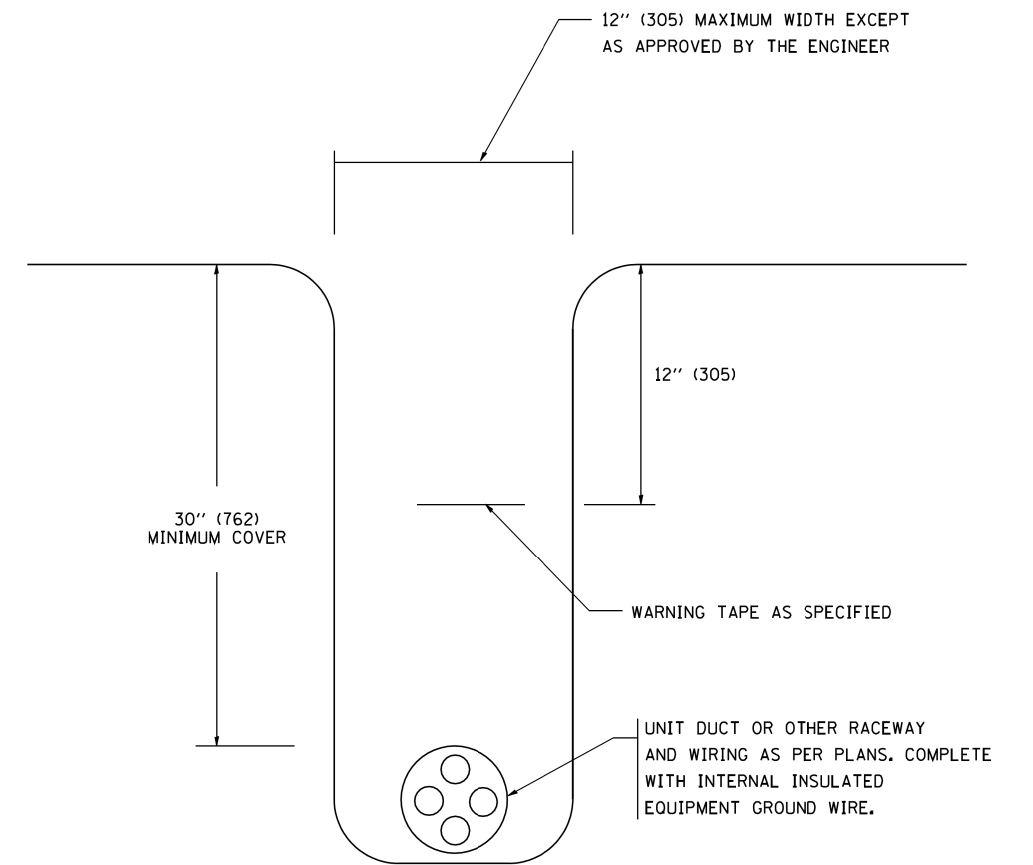 12'' (305) MAXIMUM WIDTH EXCEPT
AS APPROVED BY THE ENGINEER
12'' (305)
30'' (762)
MINIMUM COVER
WARNING TAPE AS SPECIFIED
UNIT DUCT OR OTHER RACEWAY
AND WIRING AS PER PLANS. COMPLETE
WITH INTERNAL INSULATED
EQUIPMENT GROUND WIRE.